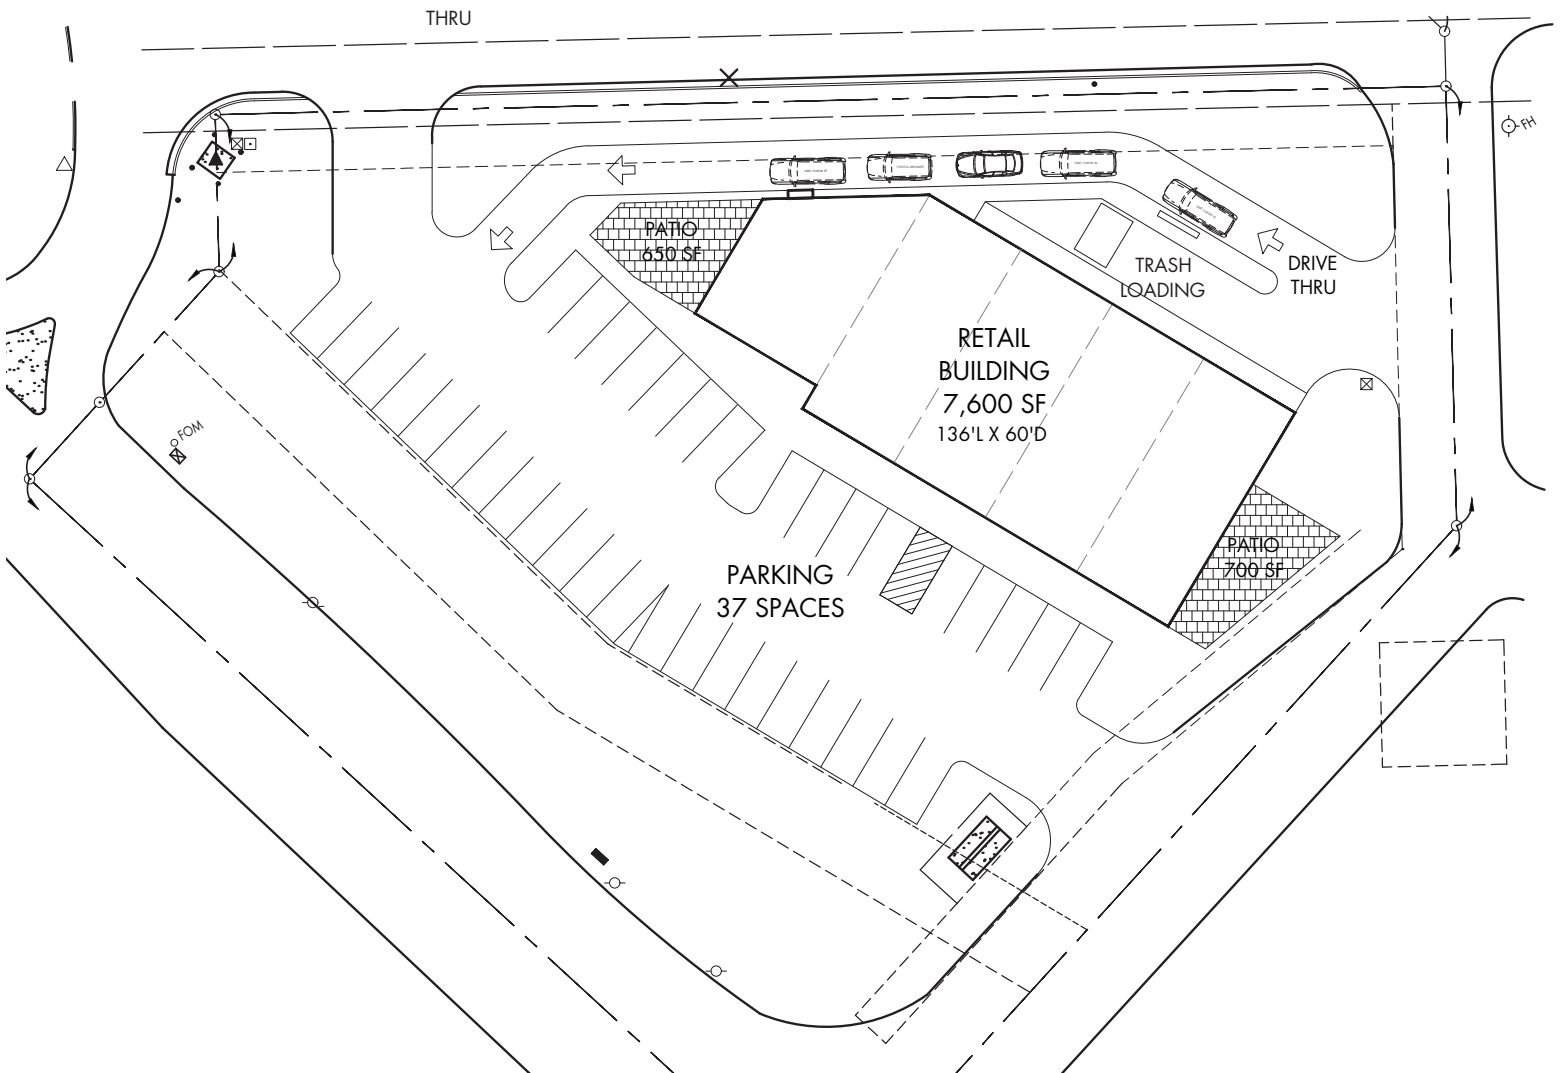 THRU
FH
PATIO
650 SF
TRASH
LOADING
DRIVE
THRU
RETAIL
BUILDING
7,600 SF
136'L X 60'D
FOM
PATIO
700 SF
PARKING
37 SPACES